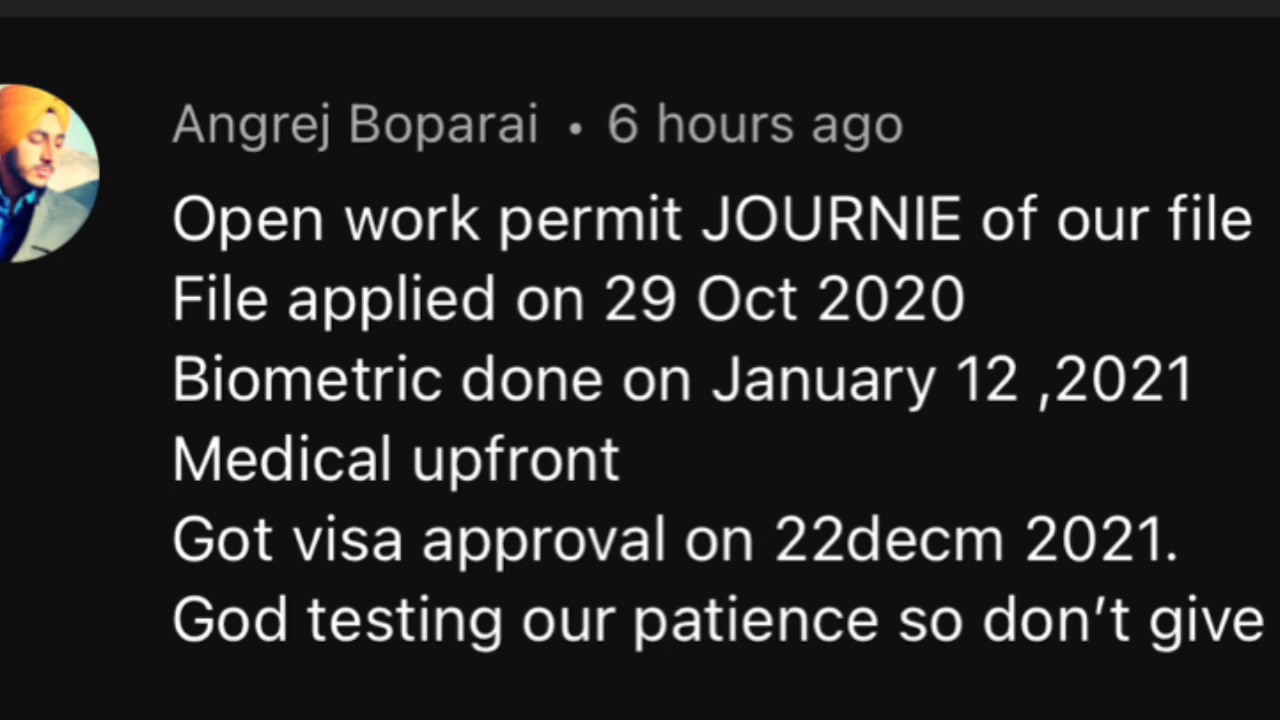 Angrej Boparai • 6 hours ago
Open work permit JOURNIE of our file
File applied on 29 Oct 2020
Biometric done on January 12 ,2021
Medical upfront
Got visa approval on 22decm 2021.
God testing our patience so don’t give